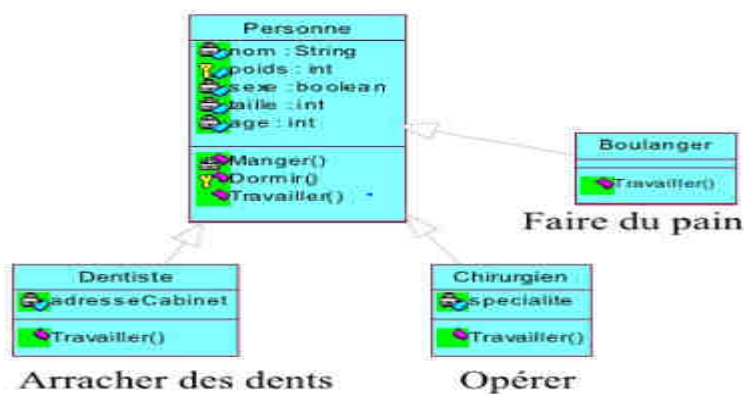 Personne
nom : String
poids : int
sexe : boolean
taille : int
age : int
Manger()
Dormir()
Travailler()
Boulanger
Travailler()
Faire du pain
Dentiste
adresseCabinet
Travailler()
Arracher des dents
Chirurgien
specialite
Travailler()
Opérer